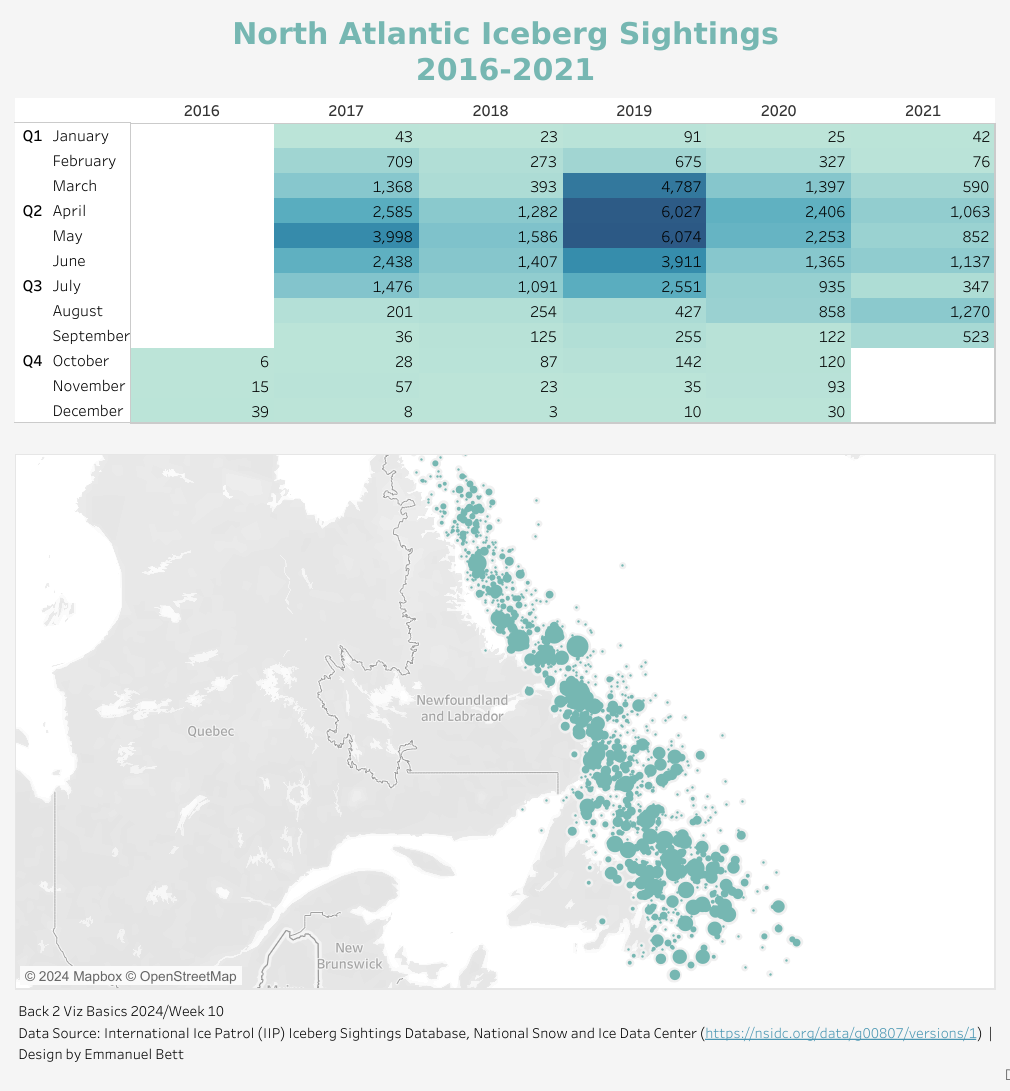 North Atlantic Iceberg Sightings
2016-2021
2016 2017 2018 2019 2020 2021
Q1 January 43 23 91 25 42
February 709 273 675 327 76
March 1,368 393 4,787 1,397 590
Q2 April 2,585 1,282 6,027 2,406 1,063
May 3,998 1,586 6,074 2,253 852
June 2,438 1,407 3,911 1,365 1,137
Q3 July 1,476 1,091 2,551 935 347
August 201 254 427 858 1,270
September 36 125 255 122 523
Q4 October 6 28 87 142 120
November 15 57 23 35 93
December 39 8 3 10 30
Newfoundland
and Labrador
Quebec
New
Brunswick
© 2024 Mapbox © OpenStreetMap
Back 2 Viz Basics 2024/Week 10
Data Source: International Ice Patrol (IIP) Iceberg Sightings Database, National Snow and Ice Data Center (https://nsidc.org/data/g00807/versions/1) |
Design by Emmanuel Bett